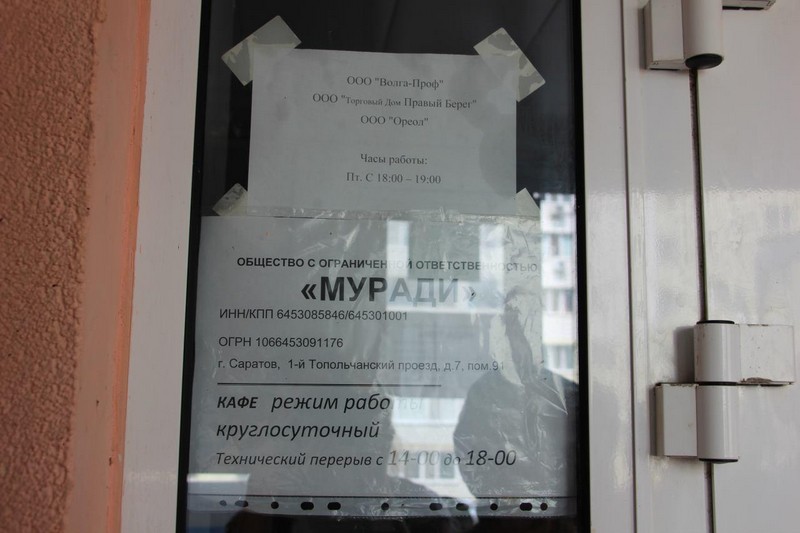 ООО "Волга-Проф"
ООО "Торговый Дом Правый Берег"
ООО "Ореол"
Часы работы:
Пт. С 18:00 – 19:00
ОБЩЕСТВО С ОГРАНИЧЕННОЙ ОТВЕТСТВЕННОСТЬЮ
«МУРАДИ»
ИНН/КПП 6453085846/645301001
ОГРН 1066453091176
г. Саратов, 1-й Топольчанский проезд, д.7, пом.91
КАФЕ режим работы
круглосуточный
Технический перерыв с 14-00 до 18-00